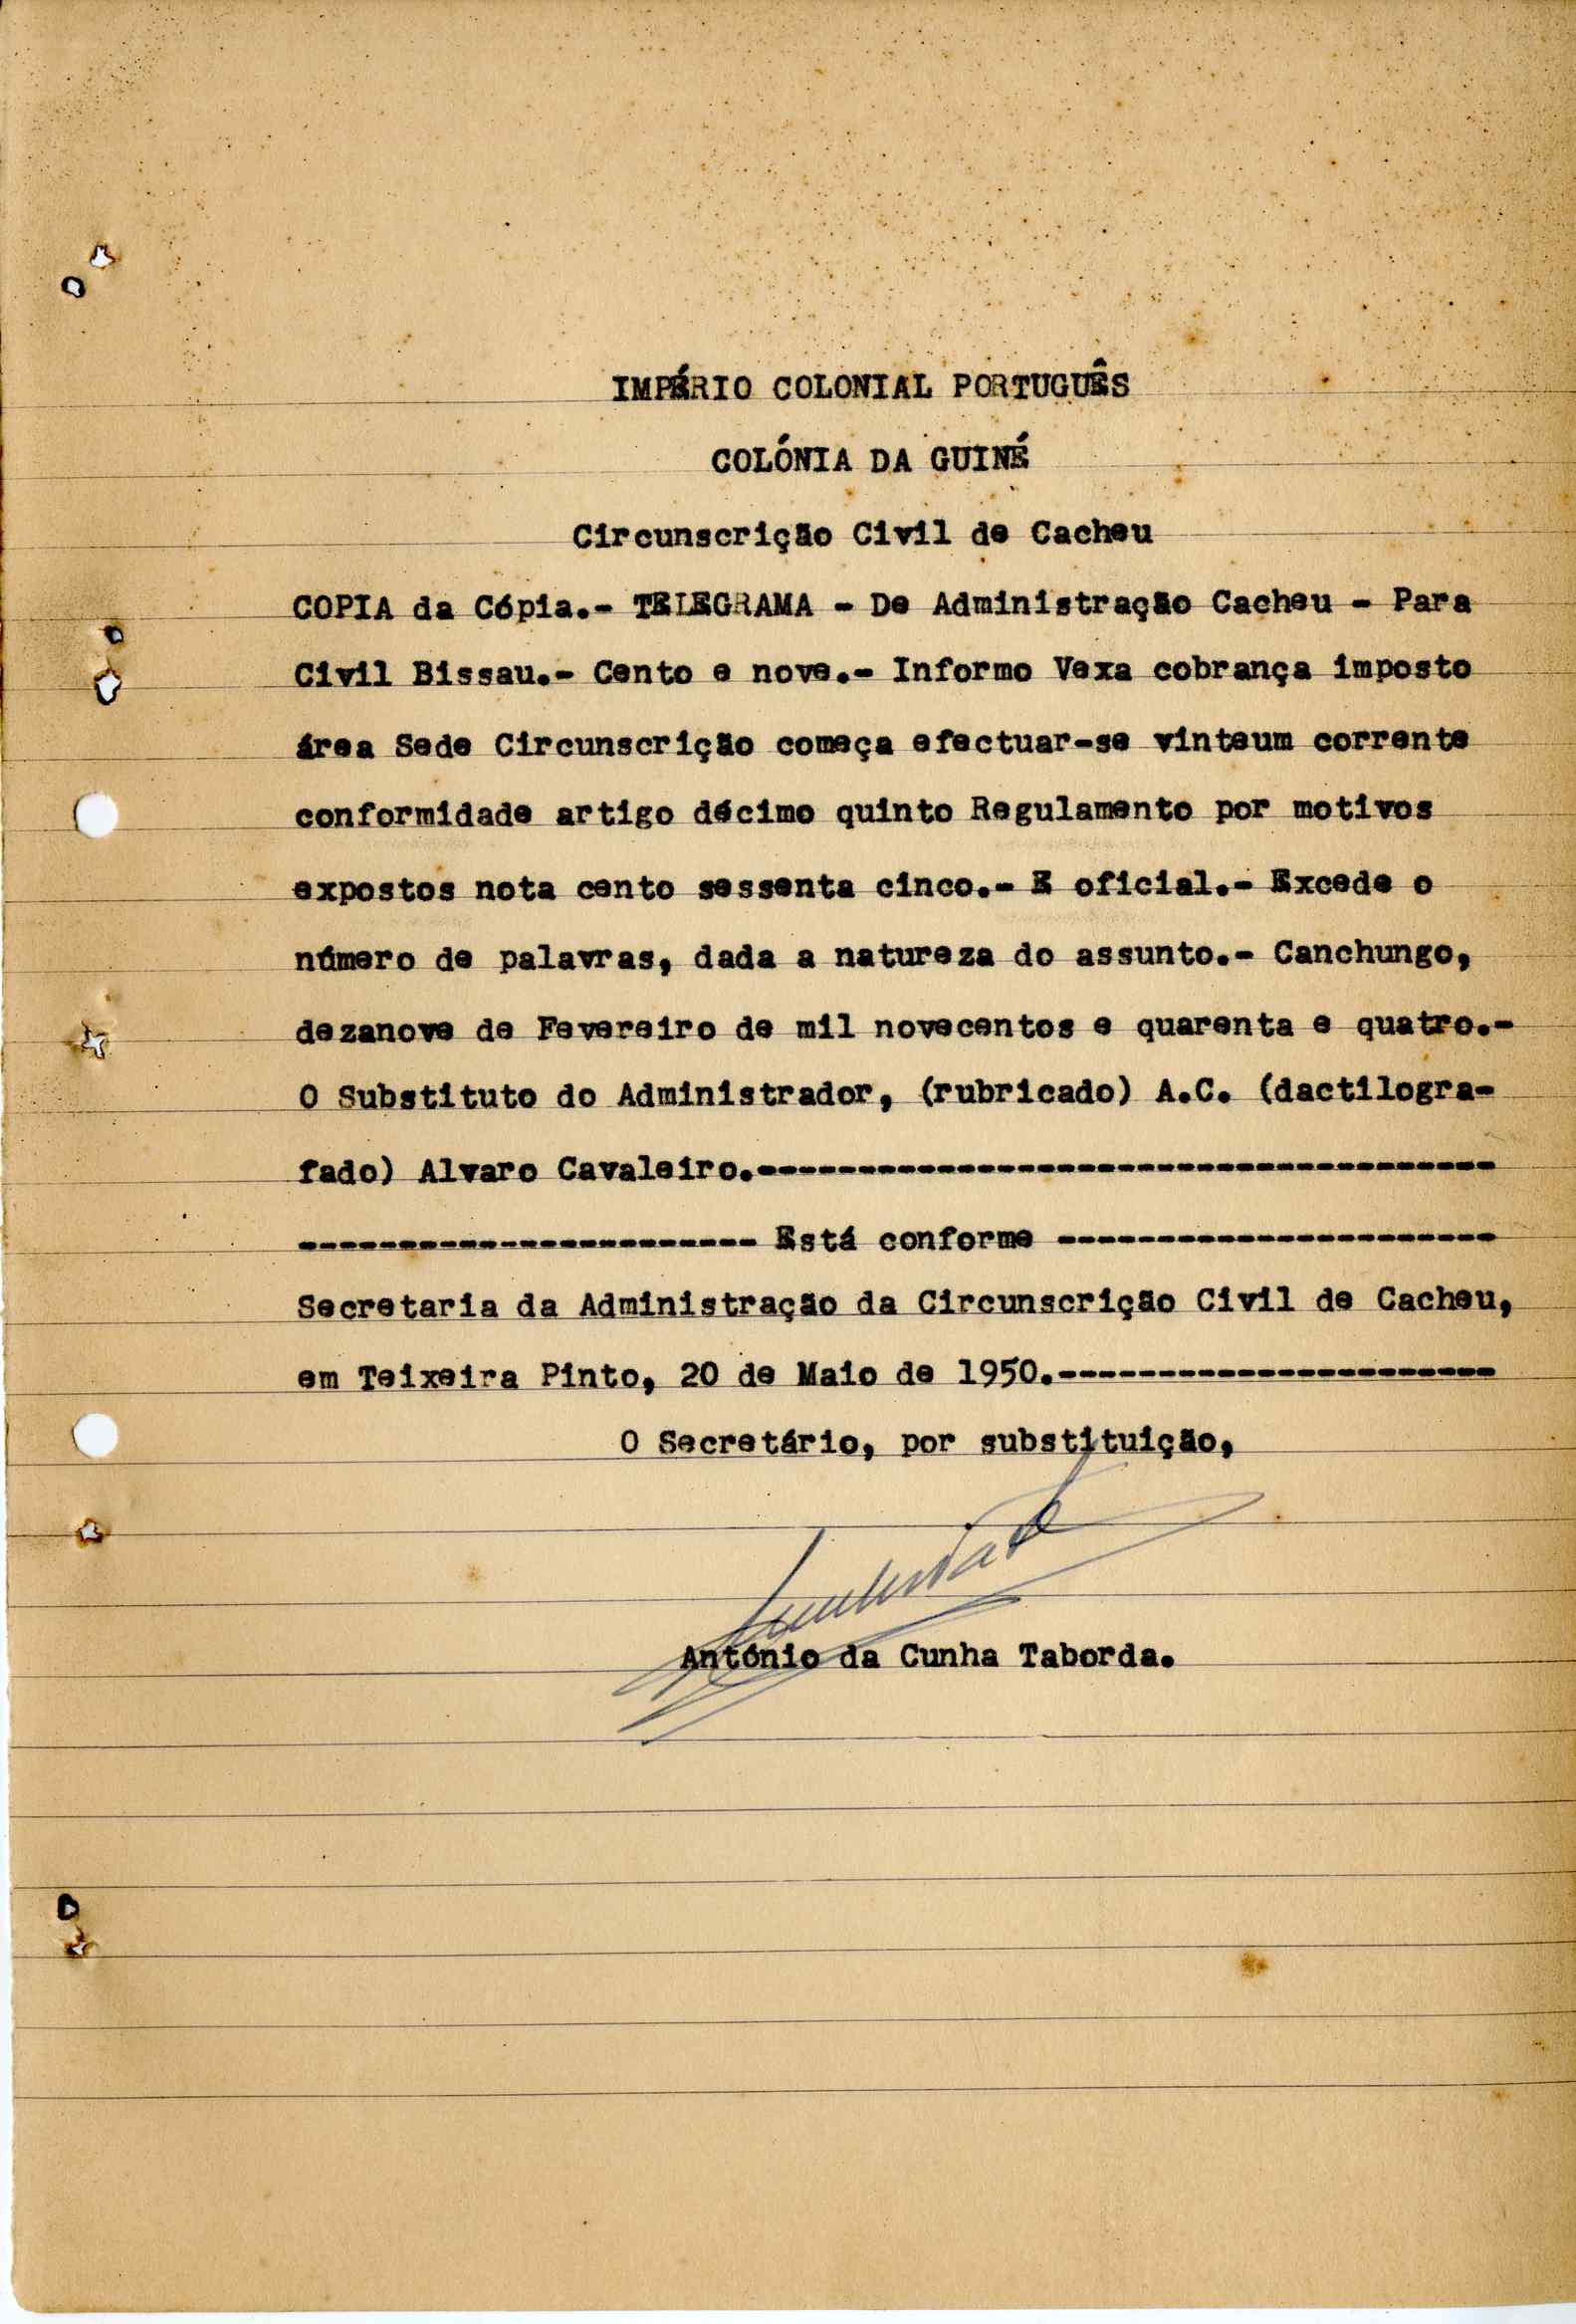 IMPÉRIO COLONIAL PORTUGUÊS
COLÓNIA DA GUINÉ
Circunscrição Civil de Cacheu
COPIA da Cópia.- TELEGRAMA - De Administração Cacheu - Para
Civil Bissau.- Cento e nove.- Informo Vexa cobrança imposto
área Sede Circunscrição começa efectuar-se vinteum corrente
conformidade artigo décimo quinto Regulamento por motivos
expostos nota cento sessenta cinco.- E oficial.- Excede o
número de palavras, dada a natureza do assunto.- Canchungo,
dezanove de Fevereiro de mil novecentos e quarenta e quatro.-
O Substituto do Administrador, (rubricado) A.C. (dactilogra-
fado) Alvaro Cavaleiro.-------------------------------------
----------------------- Está conforme ----------------------
Secretaria da Administração da Circunscrição Civil de Cacheu,
em Teixeira Pinto, 20 de Maio de 1950.----------------------
O Secretário, por substituição,
António da Cunha Taborda.